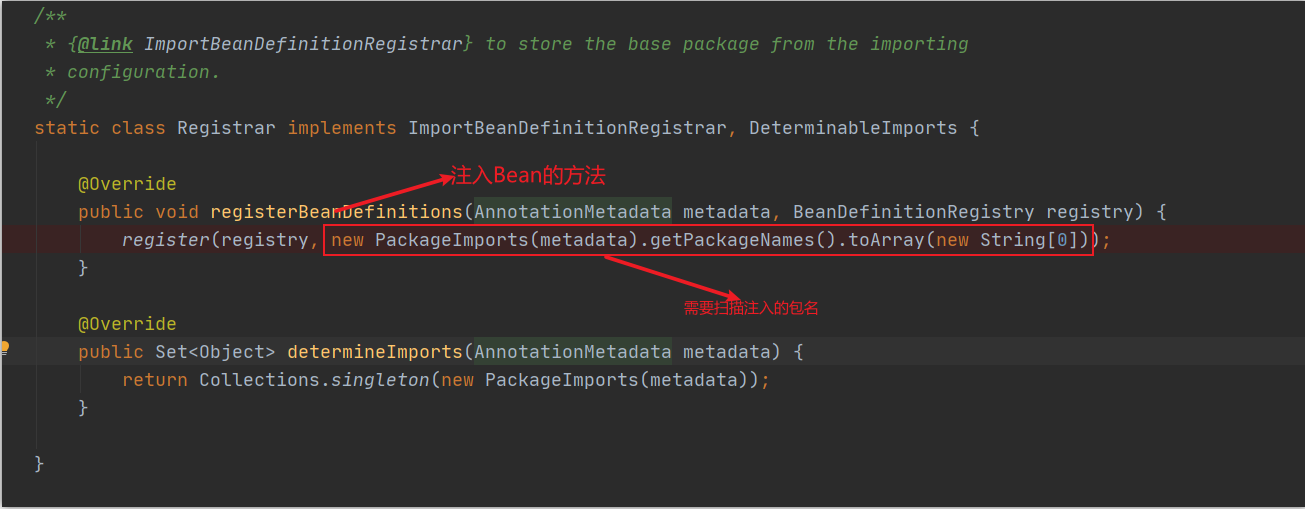 /**
* {@link ImportBeanDefinitionRegistrar} to store the base package from the importing
* configuration.
*/
static class Registrar implements ImportBeanDefinitionRegistrar, DeterminableImports {
@Override
注入Bean的方法
public void registerBeanDefinitions(AnnotationMetadata metadata, BeanDefinitionRegistry registry) {
register(registry, new PackageImports(metadata).getPackageNames().toArray(new String[0]));
}
需要扫描注入的包名
@Override
public Set<Object> determineImports(AnnotationMetadata metadata) {
return Collections.singleton(new PackageImports(metadata));
}
}